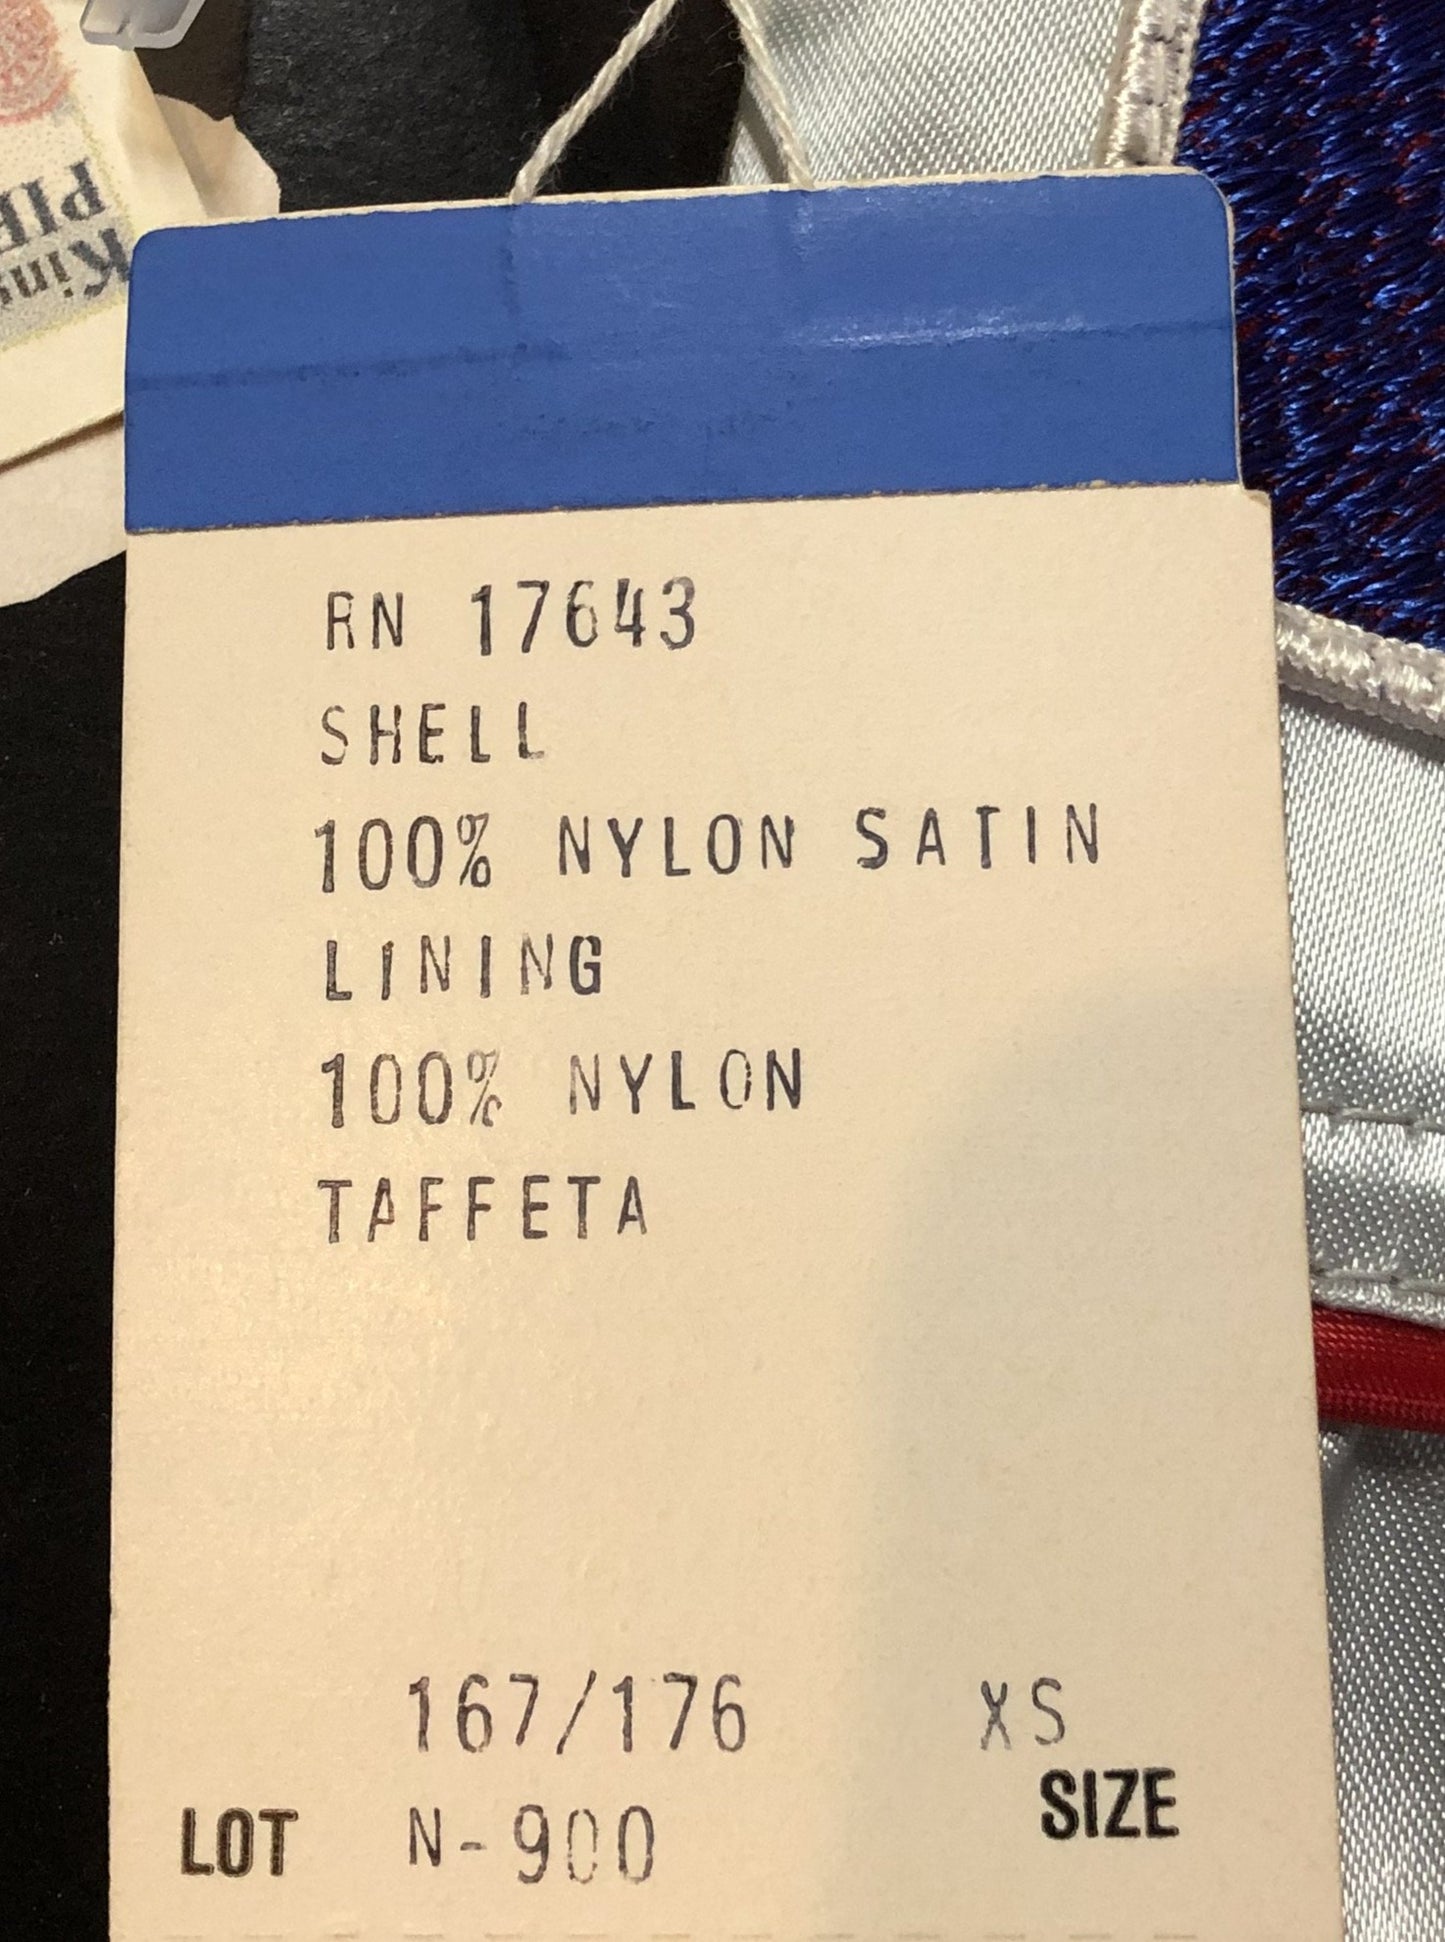 RN 17643
SHELL
100% NYLON SATIN
LINING
100% NYLON
TAFFETA
167/176 XS
SIZE
LOT N-900